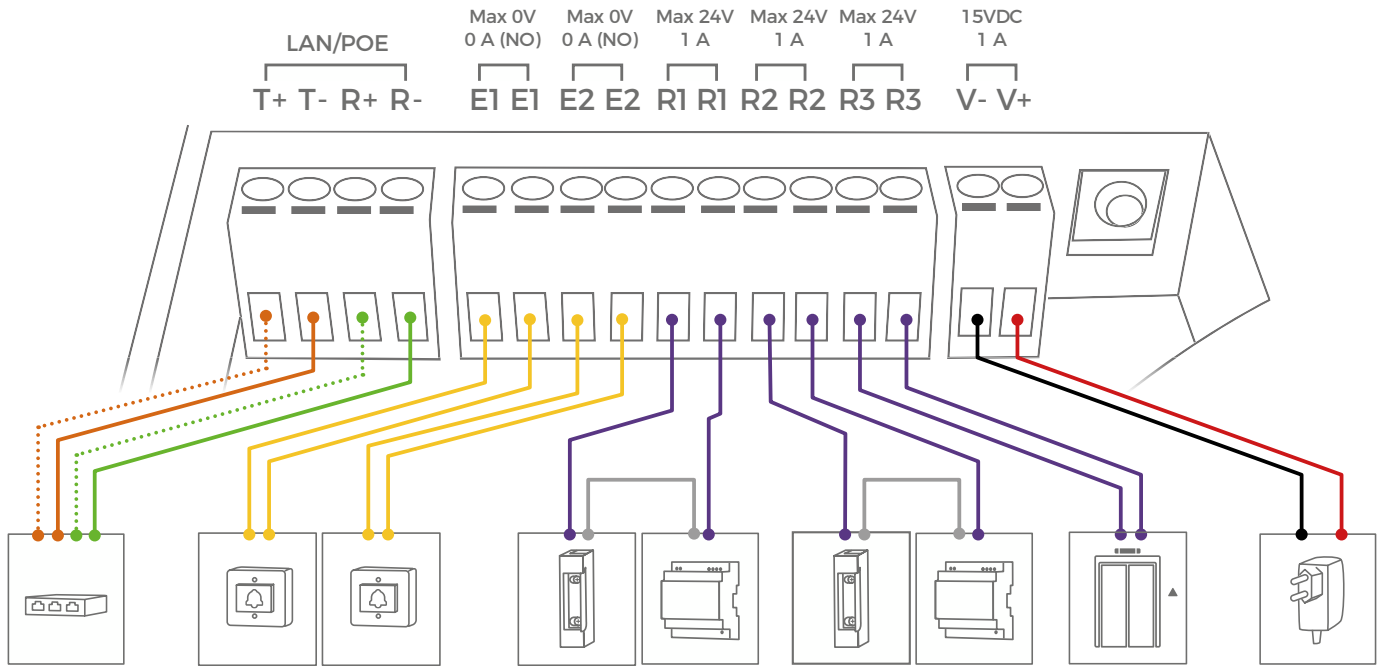 LAN/POE
T+ T- R+ R-
Max 0V
0 A (NO)
E1 E1
Max 0V
0 A (NO)
E2 E2
Max 24V
1 A
R1 R1
Max 24V
1 A
R2 R2
Max 24V
1 A
R3 R3
15VDC
1 A
V- V+